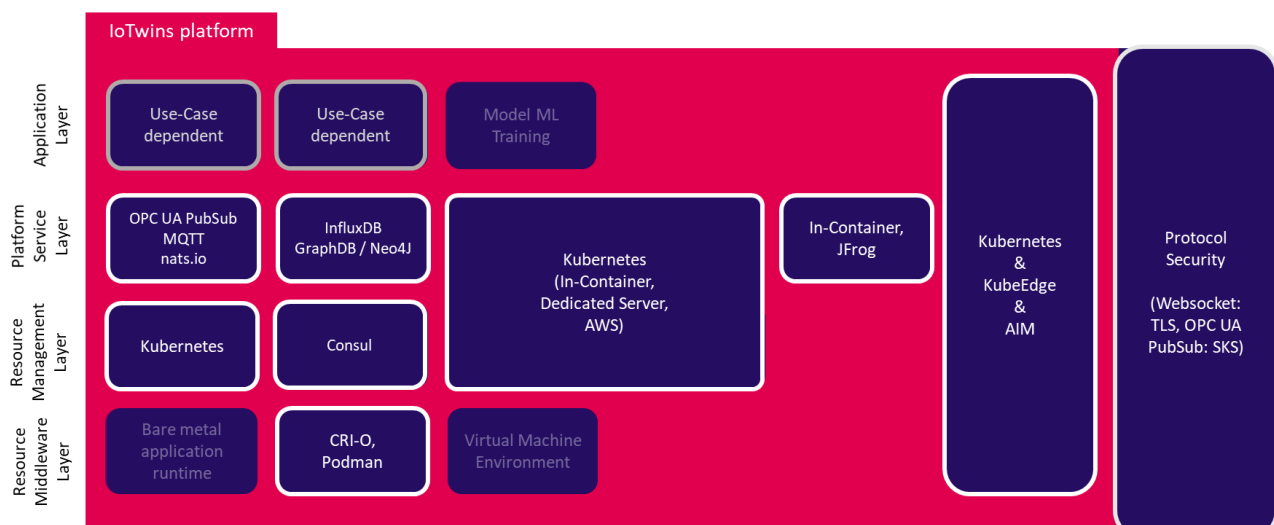 IoTwins platform
Application
Layer
Use-Case
dependent
Use-Case
dependent
Model ML
Training
Platform
Service
Layer
OPC UA PubSub
MQTT
nats.io
InfluxDB
GraphDB / Neo4J
Kubernetes
(In-Container,
Dedicated Server,
AWS)
In-Container,
JFrog
Kubernetes
&
KubeEdge
&
AIM
Protocol
Security
(Websocket:
TLS, OPC UA
PubSub: SKS)
Resource
Management
Layer
Kubernetes
Consul
Resource
Middleware
Layer
Bare metal
application
runtime
CRI-O,
Podman
Virtual Machine
Environment